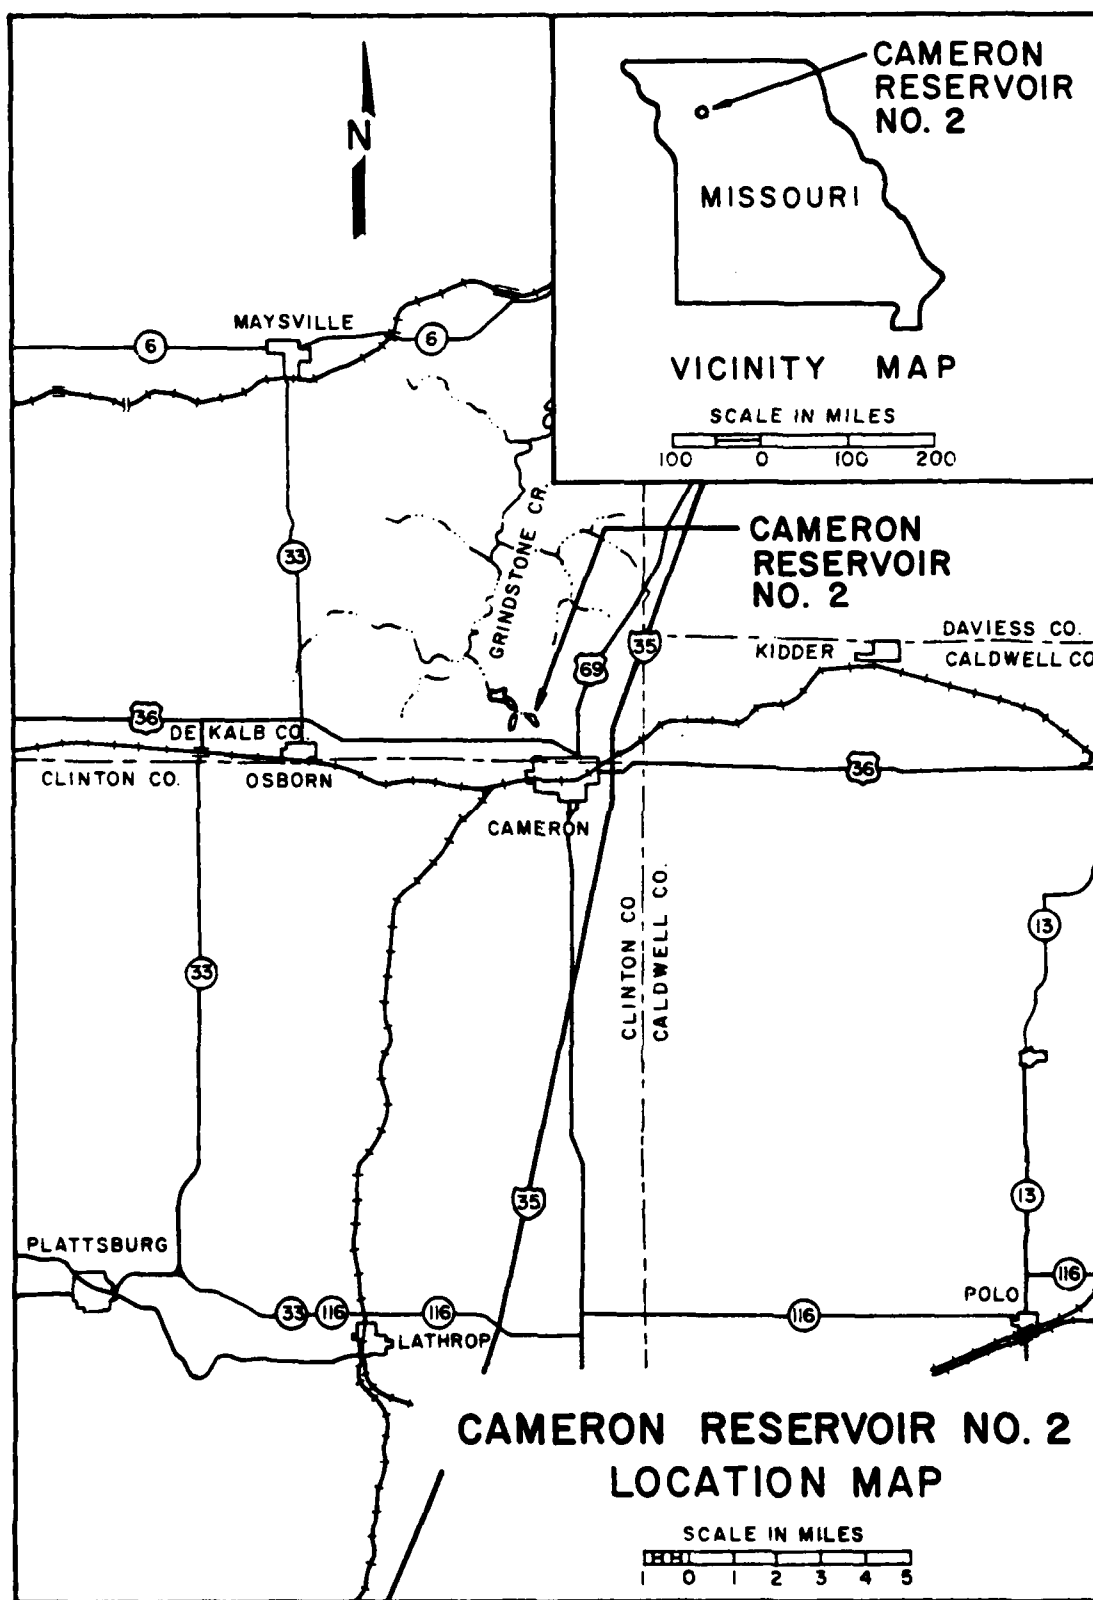 CAMERON
RESERVOIR
NO. 2
N
MISSOURI
VICINITY MAP
SCALE IN MILES
100 0 100 200
MAYSVILLE
6
6
GRINDSTONE CR.
CAMERON
RESERVOIR
NO. 2
33
69
35
KIDDER
DAVIESS CO.
CALDWELL CO
36
DE KALB CO.
CLINTON CO.
OSBORN
36
CAMERON
CLINTON CO
CALDWELL CO.
13
33
13
35
PLATTSBURG
116
POLO
33 116 116 116
LATHROP
CAMERON RESERVOIR NO. 2
LOCATION MAP
SCALE IN MILES
1 0 1 2 3 4 5